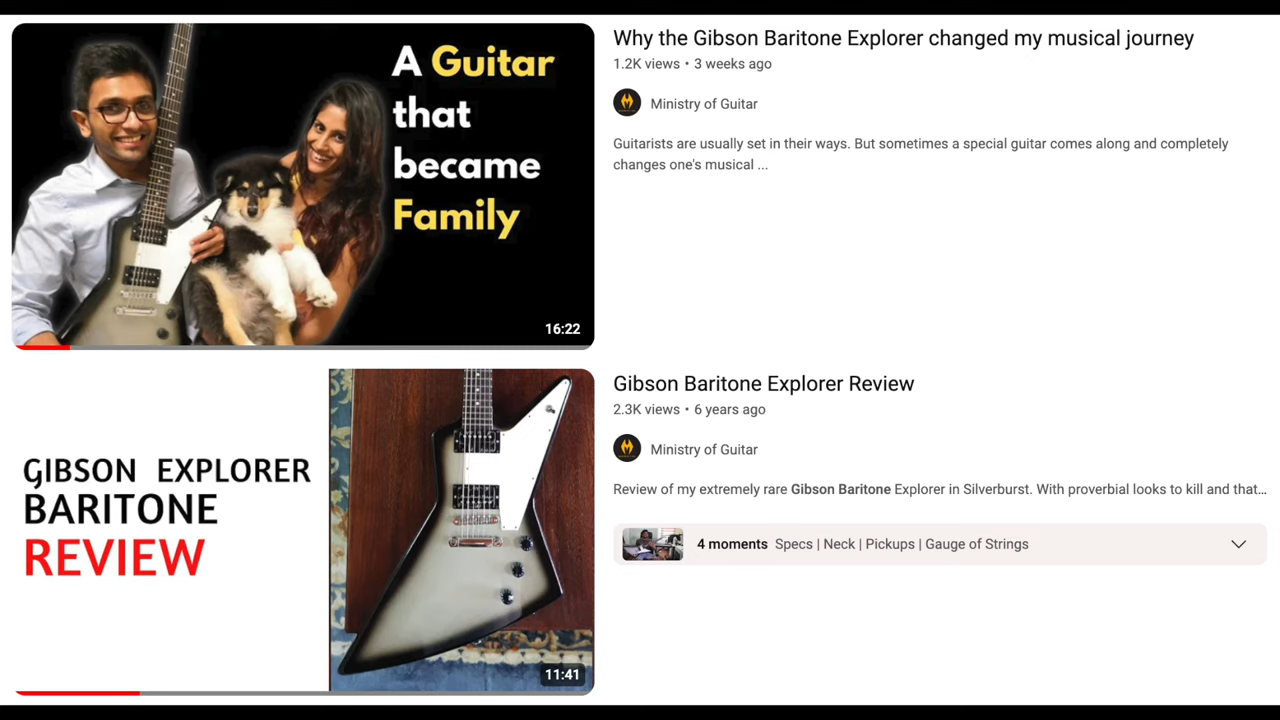 A Guitar
that
became
Family
16:22
Why the Gibson Baritone Explorer changed my musical journey
1.2K views • 3 weeks ago
Ministry of Guitar
Guitarists are usually set in their ways. But sometimes a special guitar comes along and completely
changes one's musical ...
GIBSON EXPLORER
BARITONE
REVIEW
11:41
Gibson Baritone Explorer Review
2.3K views • 6 years ago
Ministry of Guitar
Review of my extremely rare Gibson Baritone Explorer in Silverburst. With proverbial looks to kill and that...
4 moments Specs | Neck | Pickups | Gauge of Strings